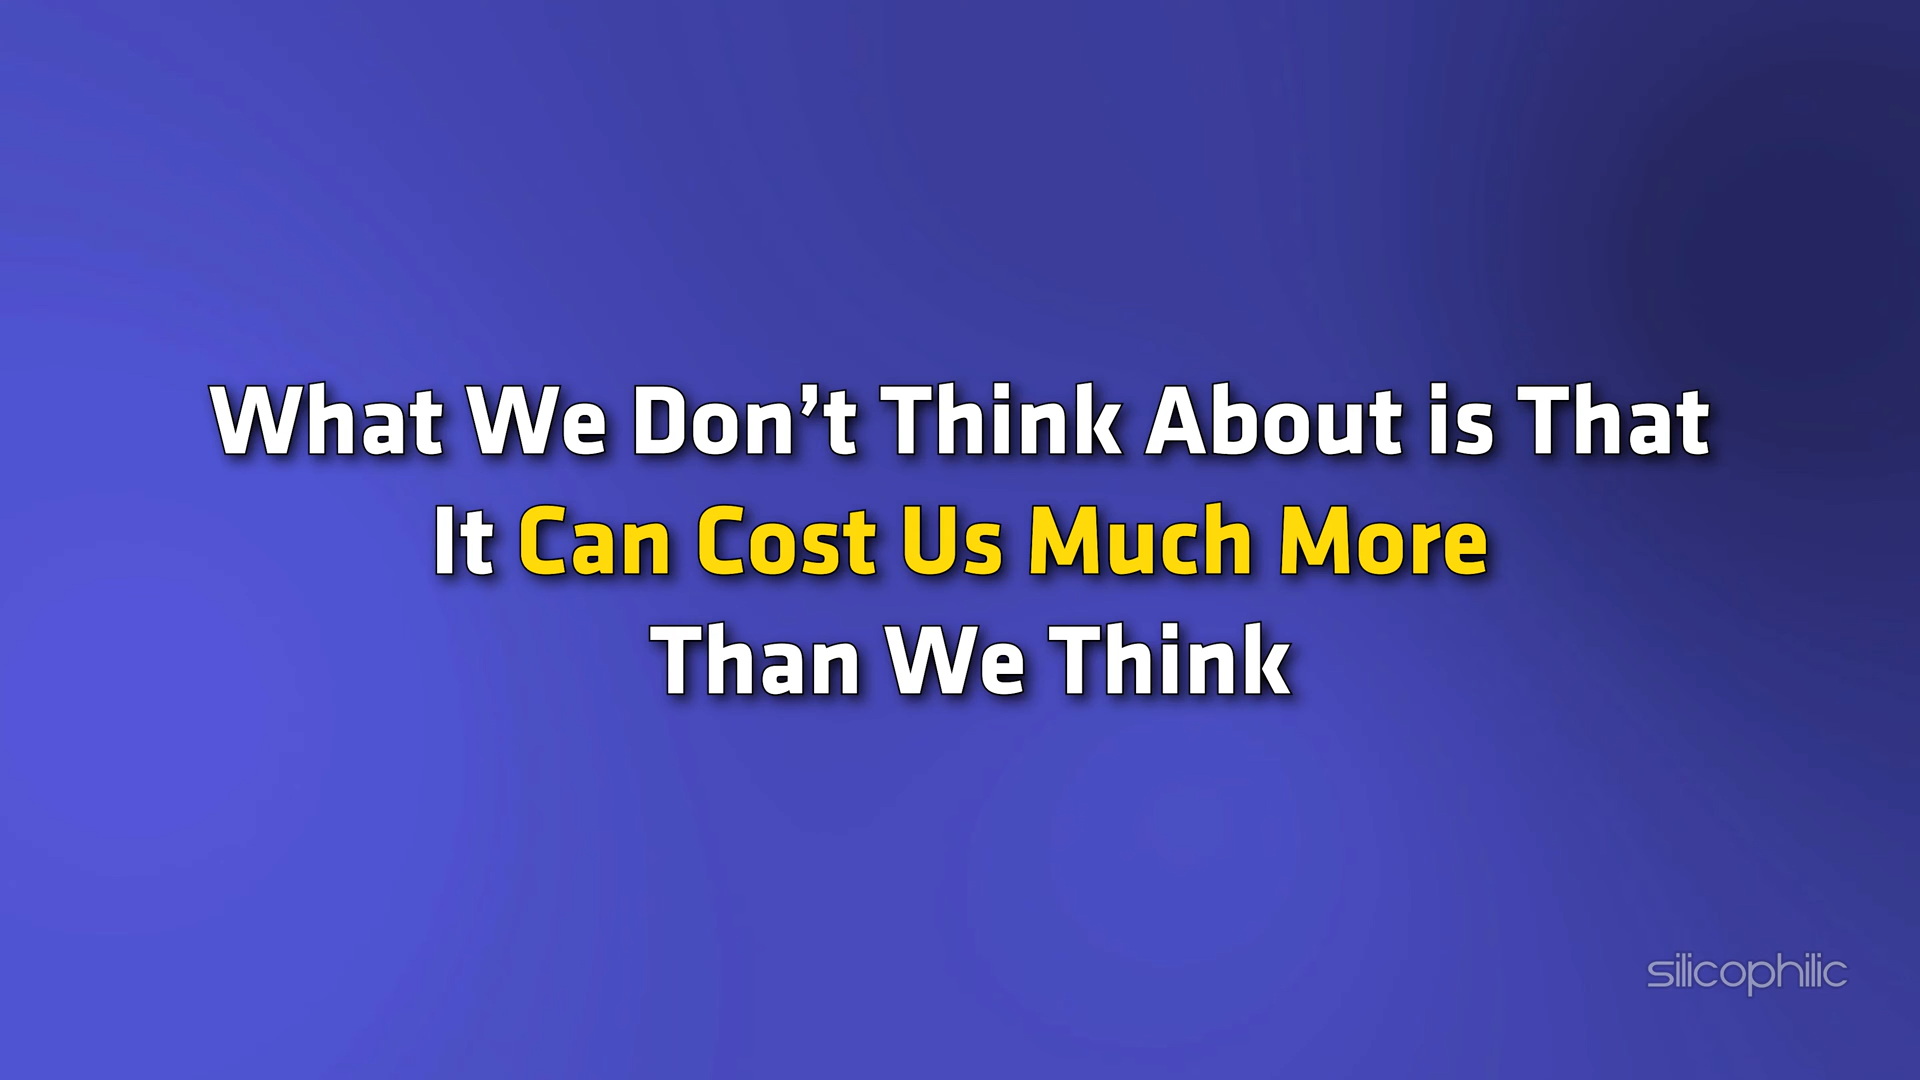 What We Don’t Think About is That
It Can Cost Us Much More
Than We Think
silicophilic